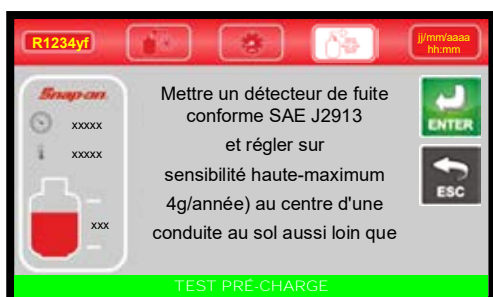 R1234yf
jj/mm/aaaa
hh:mm
Snap-on
xxxxx
xxxxx
xxx
Mettre un détecteur de fuite
conforme SAE J2913
et régler sur
sensibilité haute-maximum
4g/année) au centre d'une
conduite au sol aussi loin que
ENTER
ESC
TEST PRÉ-CHARGE